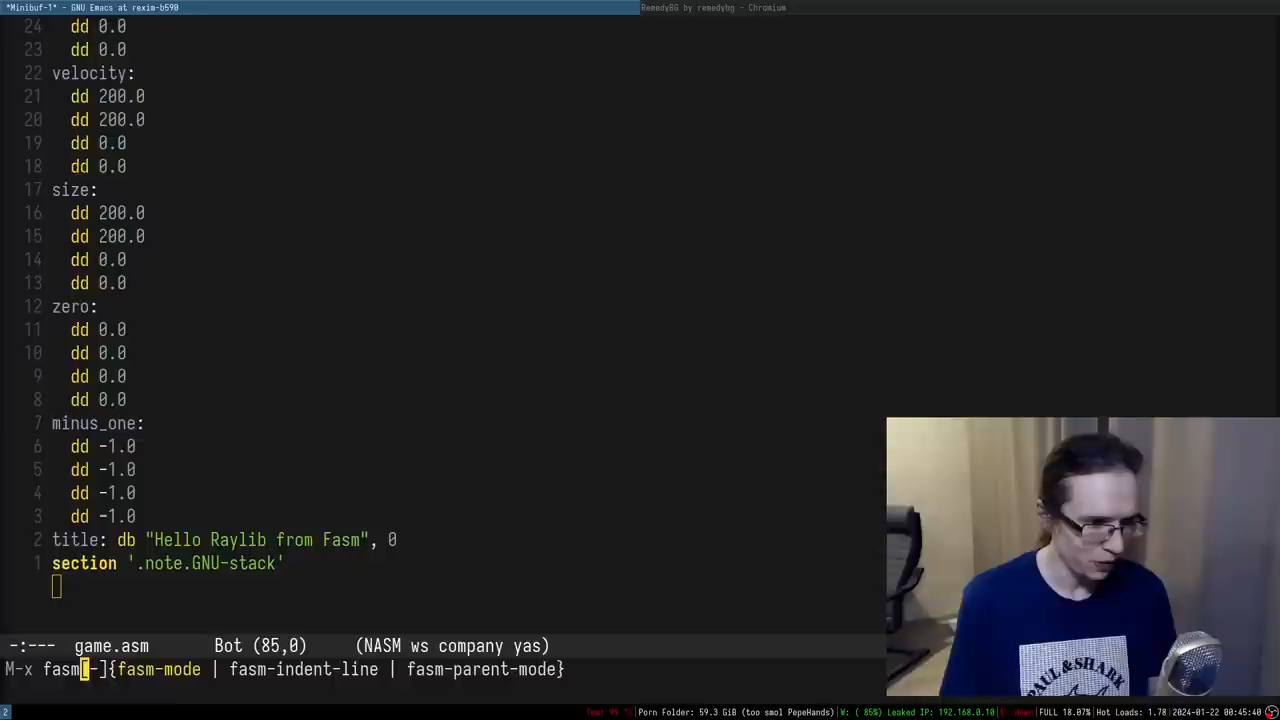 *Minibuf-1* - GNU Emacs at rexim-b590
RemedyBG by remedybg - Chromium
24 dd 0.0
23 dd 0.0
22 velocity:
21 dd 200.0
20 dd 200.0
19 dd 0.0
18 dd 0.0
17 size:
16 dd 200.0
15 dd 200.0
14 dd 0.0
13 dd 0.0
12 zero:
11 dd 0.0
10 dd 0.0
9 dd 0.0
8 dd 0.0
7 minus_one:
6 dd -1.0
5 dd -1.0
4 dd -1.0
3 dd -1.0
2 title: db "Hello Raylib from Fasm", 0
1 section '.note.GNU-stack'
PAUL & SHARK
-:--- game.asm Bot (85,0) (NASM ws company yas)
M-x fasm[-]{fasm-mode | fasm-indent-line | fasm-parent-mode}
2 Porn Folder: 59.3 GiB (too smol PepeHands) W: ( 85%) Leaked IP: 192.168.0.10 down FULL 18.07% Hot Loads: 1.78 2024-01-22 00:45:40